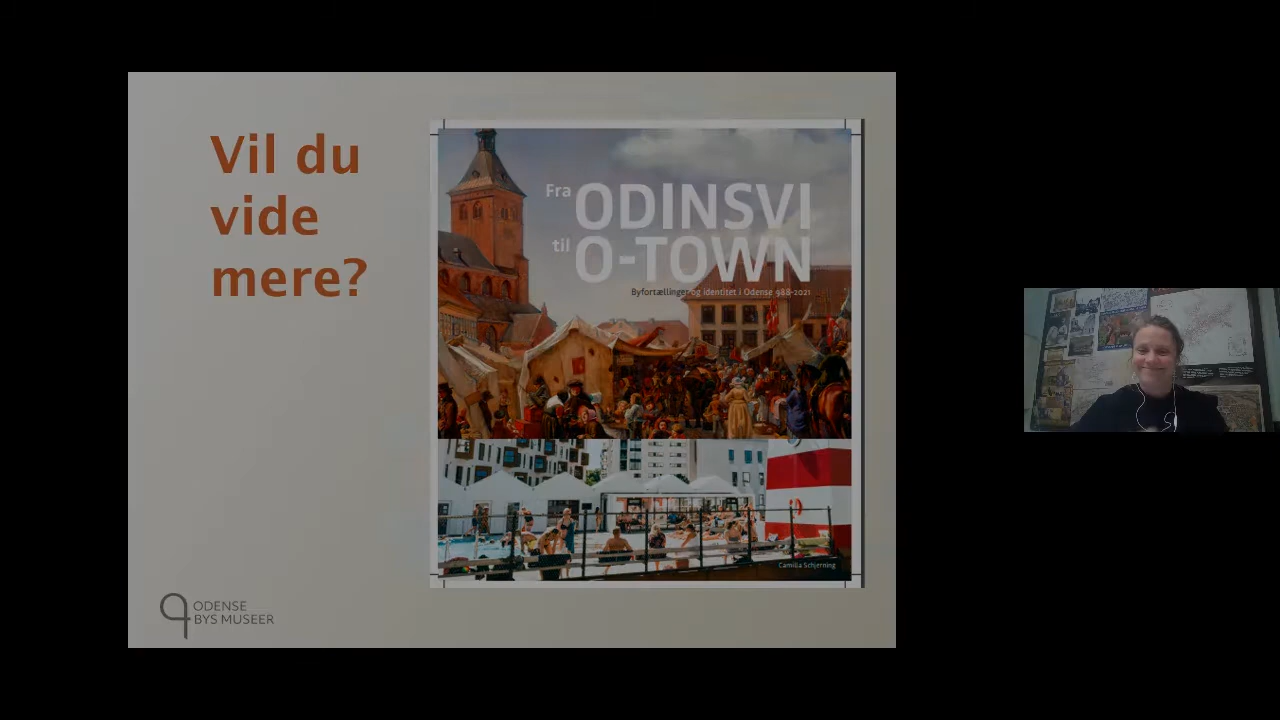 Vil du
vide
mere?
Fra ODINSVI
til O-TOWN
Byfortællinger og identitet i Odense 988-2021
Camilla Schjerning
ODENSE
BYS MUSEER